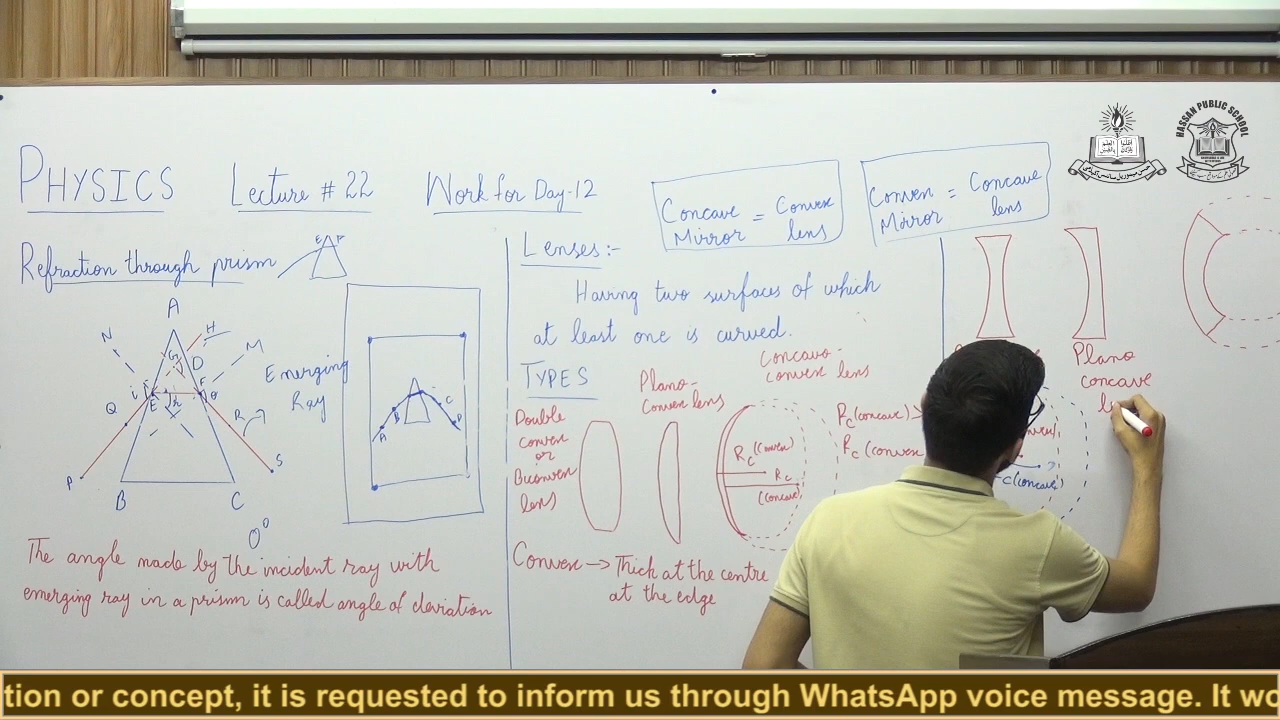 HASSAN PUBLIC SCHOOL
PHYSICS Lecture # 22 Work for Day-12
Concave = Convex
Mirror lens
Convex = Concave
Mirror lens
Refraction through prism
E F
A
N H
G D M
i E F e
Q R
P S
B C
0°
Emerging
Ray
A B C D
The angle made by the incident ray with
emerging ray in a prism is called angle of deviation
Lenses:-
Having two surfaces of which
at least one is curved.
TYPES
Double
convex
or
Biconvex
lens
Plano-
Convex lens
Concavo-
convex lens
Rc (Convex)
Rc
(concave)
Rc (concave) >
Rc (convex
Convex → Thick at the centre
at the edge
Plano
concave
l
c (concave)
tion or concept, it is requested to inform us through WhatsApp voice message. It wo